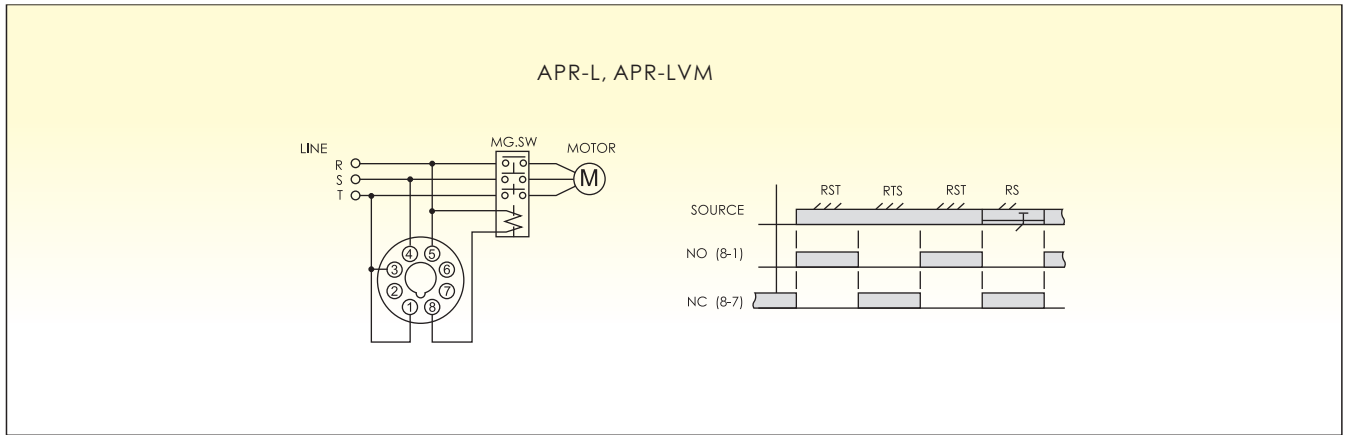 APR-L, APR-LVM
LINE
MG.SW
MOTOR
R
S
T
M
4
5
3
6
2
7
1
8
RST
RTS
RST
RS
SOURCE
T
NO (8-1)
NC (8-7)